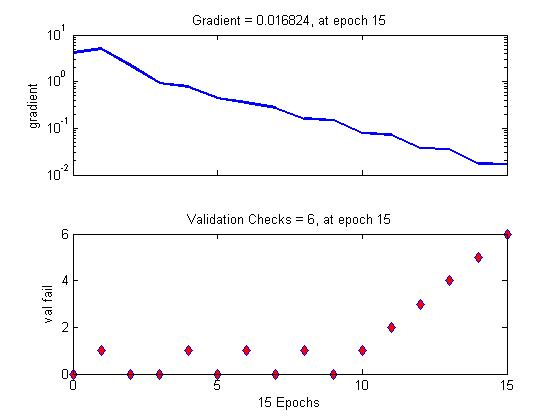 Gradient = 0.016824, at epoch 15
10^1
10^0
10^-1
10^-2
gradient
Validation Checks = 6, at epoch 15
6
4
2
0
val fail
0 5 10 15
15 Epochs